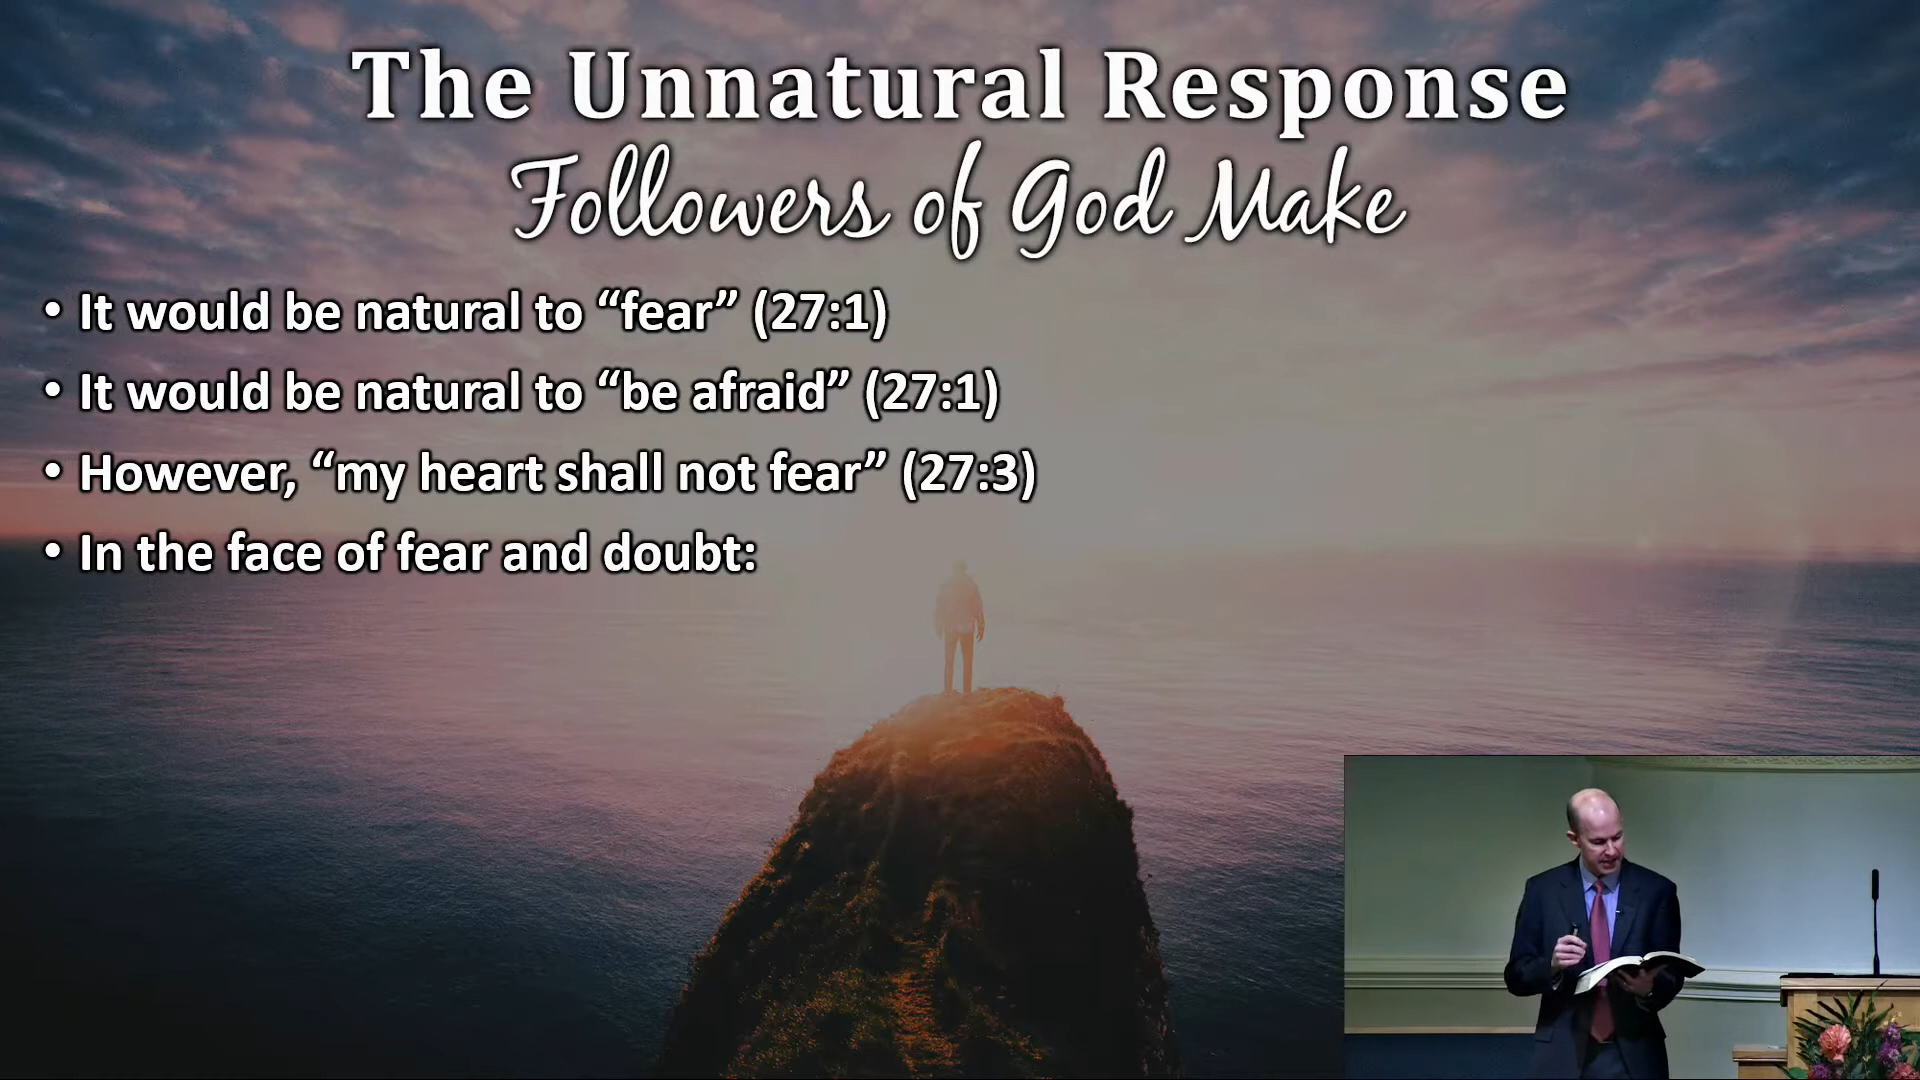 The Unnatural Response
Followers of God Make
• It would be natural to “fear” (27:1)
• It would be natural to “be afraid” (27:1)
• However, “my heart shall not fear” (27:3)
• In the face of fear and doubt: